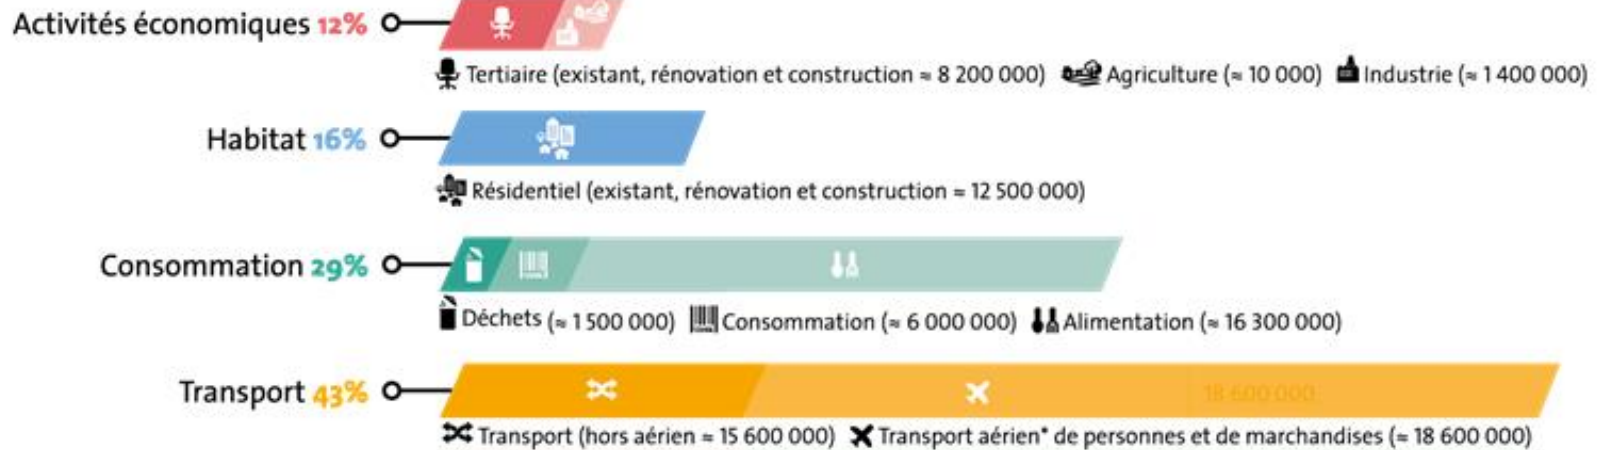 Activités économiques 12%
Tertiaire (existant, rénovation et construction ≈ 8 200 000) Agriculture (≈ 10 000) Industrie (≈ 1 400 000)
Habitat 16%
Résidentiel (existant, rénovation et construction ≈ 12 500 000)
Consommation 29%
Déchets (≈ 1 500 000) Consommation (≈ 6 000 000) Alimentation (≈ 16 300 000)
Transport 43%
18 600 000
Transport (hors aérien ≈ 15 600 000) Transport aérien* de personnes et de marchandises (≈ 18 600 000)